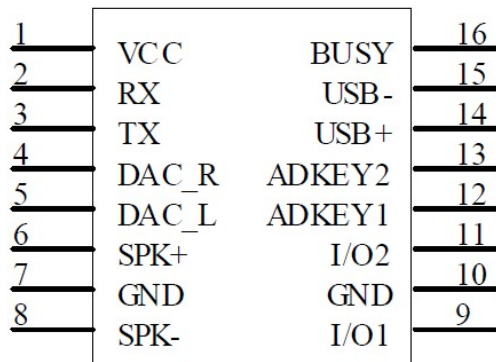 1 VCC BUSY 16
2 RX USB- 15
3 TX USB+ 14
4 DAC_R ADKEY2 13
5 DAC_L ADKEY1 12
6 SPK+ I/O2 11
7 GND GND 10
8 SPK- I/O1 9